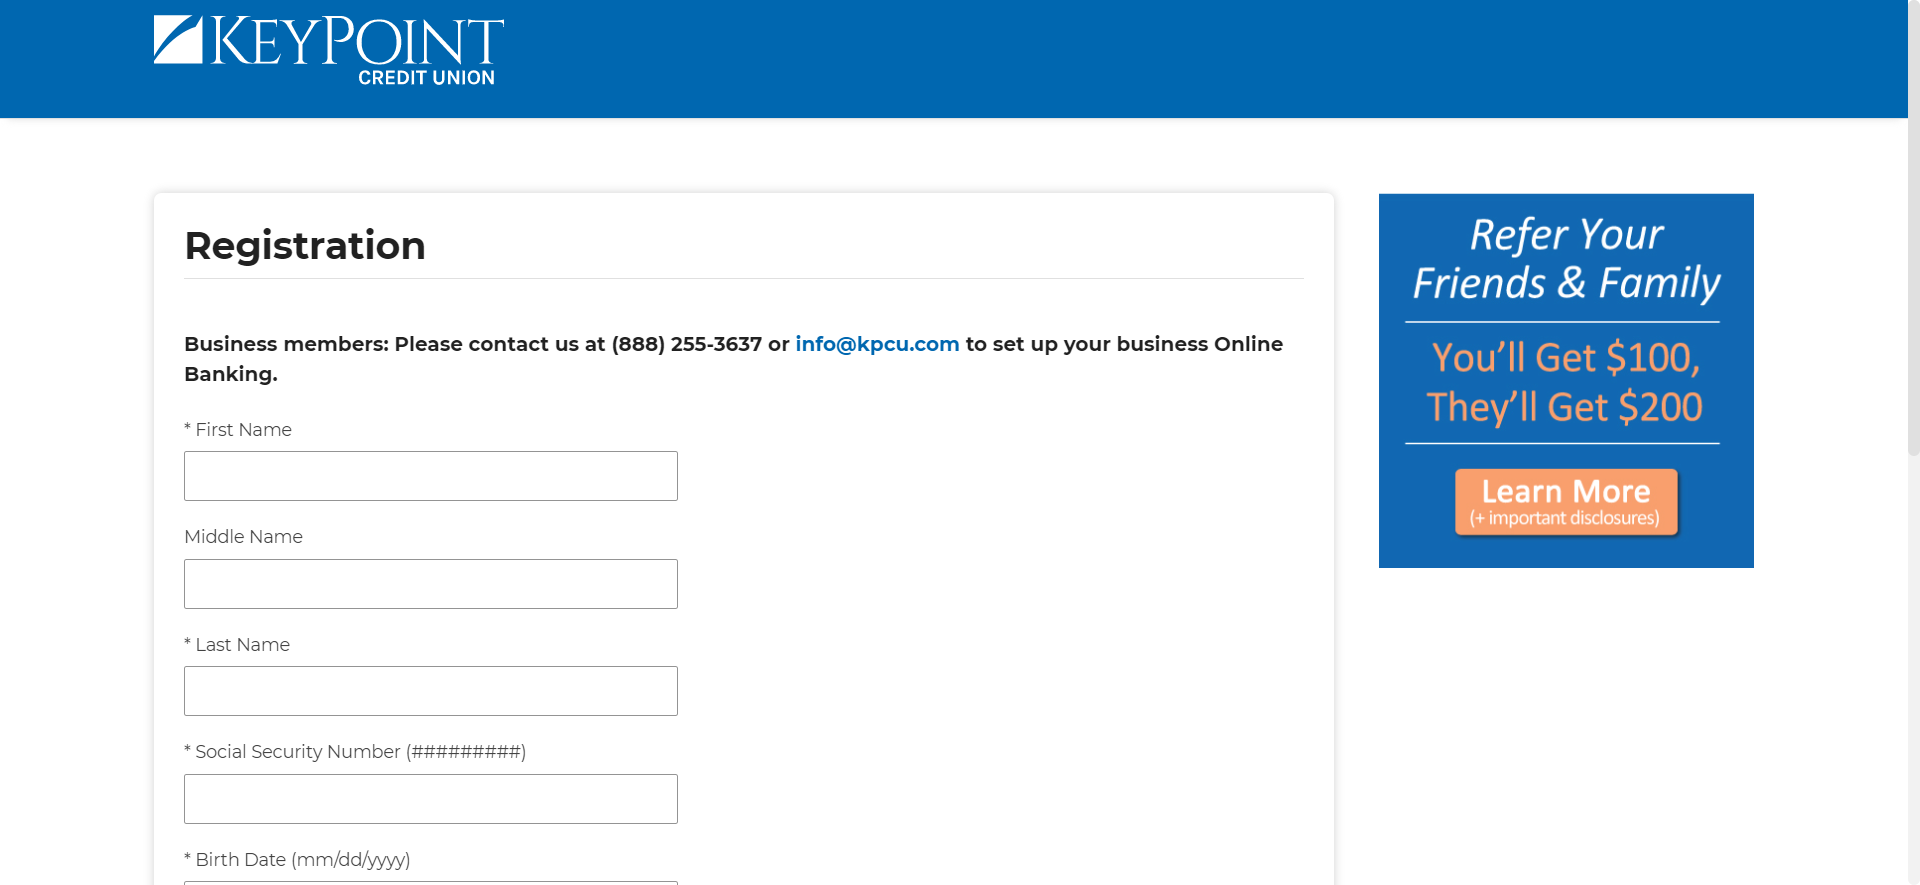 KEYPOINT
CREDIT UNION
Registration
Business members: Please contact us at (888) 255-3637 or info@kpcu.com to set up your business Online
Banking.
* First Name
Middle Name
* Last Name
* Social Security Number (#########)
* Birth Date (mm/dd/yyyy)
Refer Your
Friends & Family
You'll Get $100,
They'll Get $200
Learn More
(+ important disclosures)